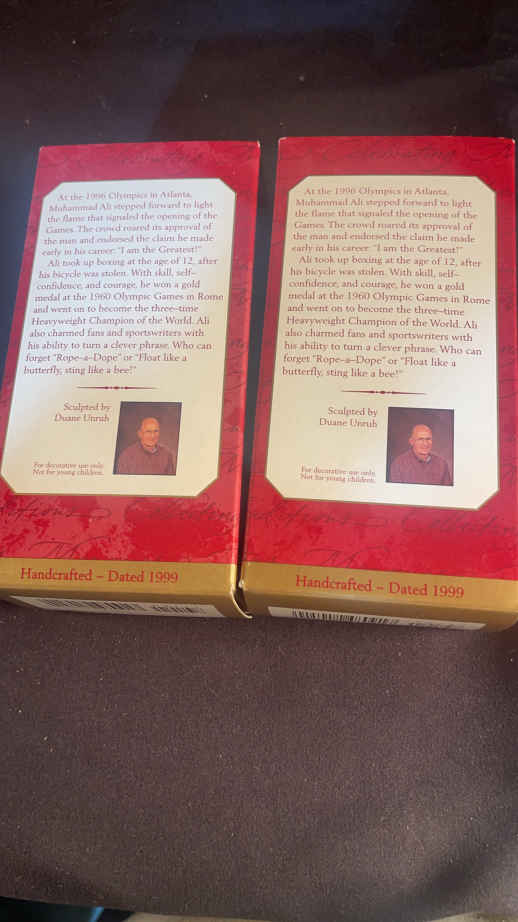 At the 1996 Olympics in Atlanta,
Muhammad Ali stepped forward to light
the flame that signaled the opening of the
Games. The crowd roared its approval of
the man and endorsed the claim he made
early in his career: "I am the Greatest!"
Ali took up boxing at the age of 12, after
his bicycle was stolen. With skill, self–
confidence, and courage, he won a gold
medal at the 1960 Olympic Games in Rome
and went on to become the three–time
Heavyweight Champion of the World. Ali
also charmed fans and sportswriters with
his ability to turn a clever phrase. Who can
forget "Rope–a–Dope" or "Float like a
butterfly, sting like a bee!"
Sculpted by
Duane Unruh
For decorative use only.
Not for young children.
Handcrafted – Dated 1999
At the 1996 Olympics in Atlanta,
Muhammad Ali stepped forward to light
the flame that signaled the opening of the
Games. The crowd roared its approval of
the man and endorsed the claim he made
early in his career: "I am the Greatest!"
Ali took up boxing at the age of 12, after
his bicycle was stolen. With skill, self–
confidence, and courage, he won a gold
medal at the 1960 Olympic Games in Rome
and went on to become the three–time
Heavyweight Champion of the World. Ali
also charmed fans and sportswriters with
his ability to turn a clever phrase. Who can
forget "Rope–a–Dope" or "Float like a
butterfly, sting like a bee!"
Sculpted by
Duane Unruh
For decorative use only.
Not for young children.
Handcrafted – Dated 1999